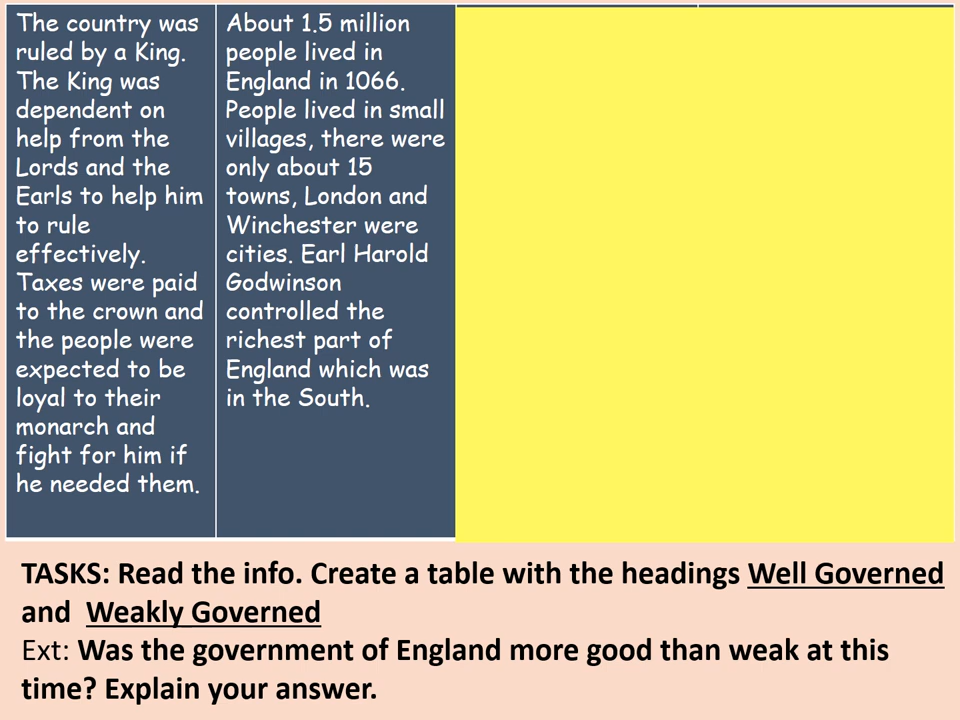 The country was
ruled by a King.
The King was
dependent on
help from the
Lords and the
Earls to help him
to rule
effectively.
Taxes were paid
to the crown and
the people were
expected to be
loyal to their
monarch and
fight for him if
he needed them.
About 1.5 million
people lived in
England in 1066.
People lived in small
villages, there were
only about 15
towns, London and
Winchester were
cities. Earl Harold
Godwinson
controlled the
richest part of
England which was
in the South.
TASKS: Read the info. Create a table with the headings Well Governed
and Weakly Governed
Ext: Was the government of England more good than weak at this
time? Explain your answer.